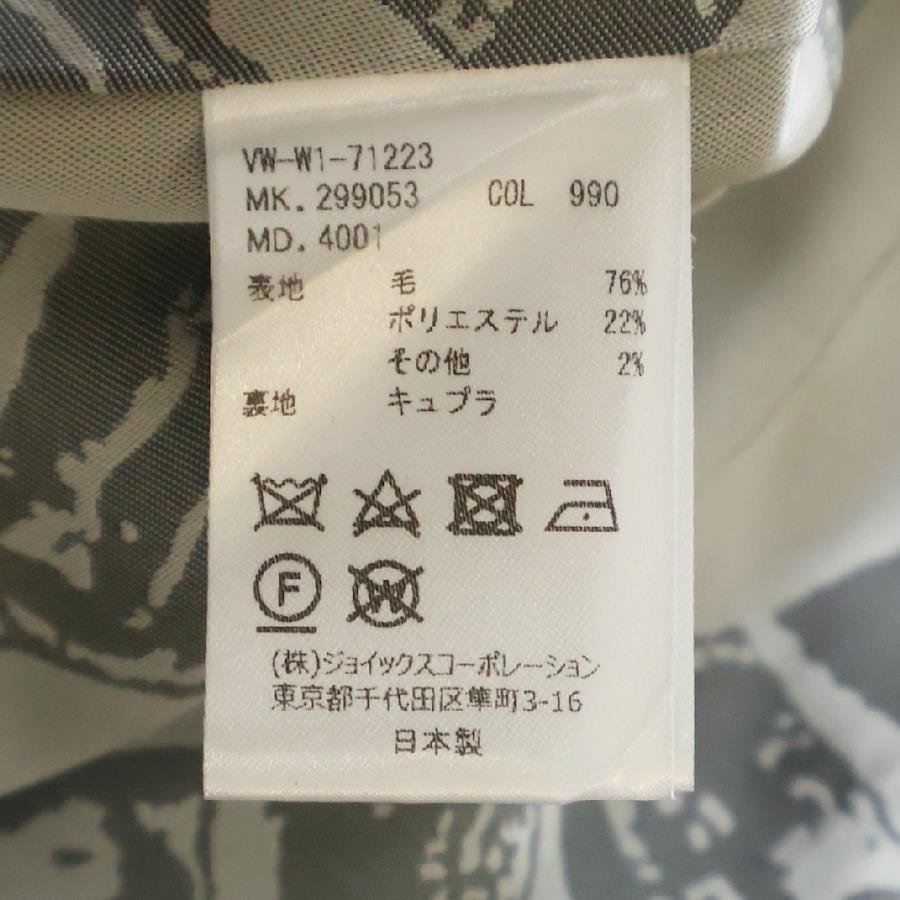 VW-W1-71223
MK. 299053 COL 990
MD. 4001
表地 毛 76%
ポリエステル 22%
その他 2%
裏地 キュプラ
F
W
(株)ジョイックスコーポレーション
東京都千代田区隼町3-16
日本製